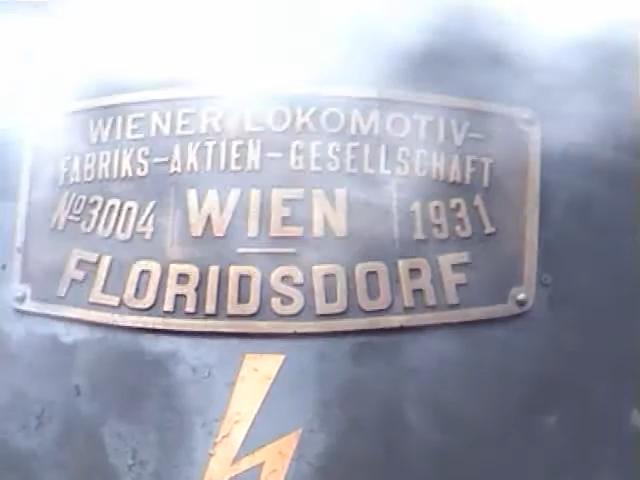 WIENER LOKOMOTIV-
FABRIKS-AKTIEN-GESELLSCHAFT
Nº3004 WIEN 1931
FLORIDSDORF